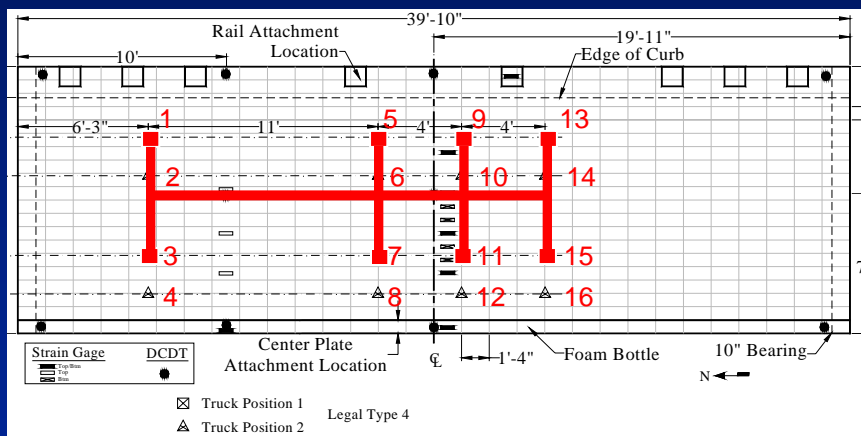 39'-10"
10'
Rail Attachment
Location
19'-11"
Edge of Curb
6'-3"
11'
4'
4'
1
5
9
13
2
6
10
14
3
7
11
15
4
8
12
16
7
Strain Gage
DCDT
Top/Btm
Top
Btm
Center Plate
Attachment Location
℄
1'-4"
Foam Bottle
10" Bearing
N
Truck Position 1
Truck Position 2
Legal Type 4